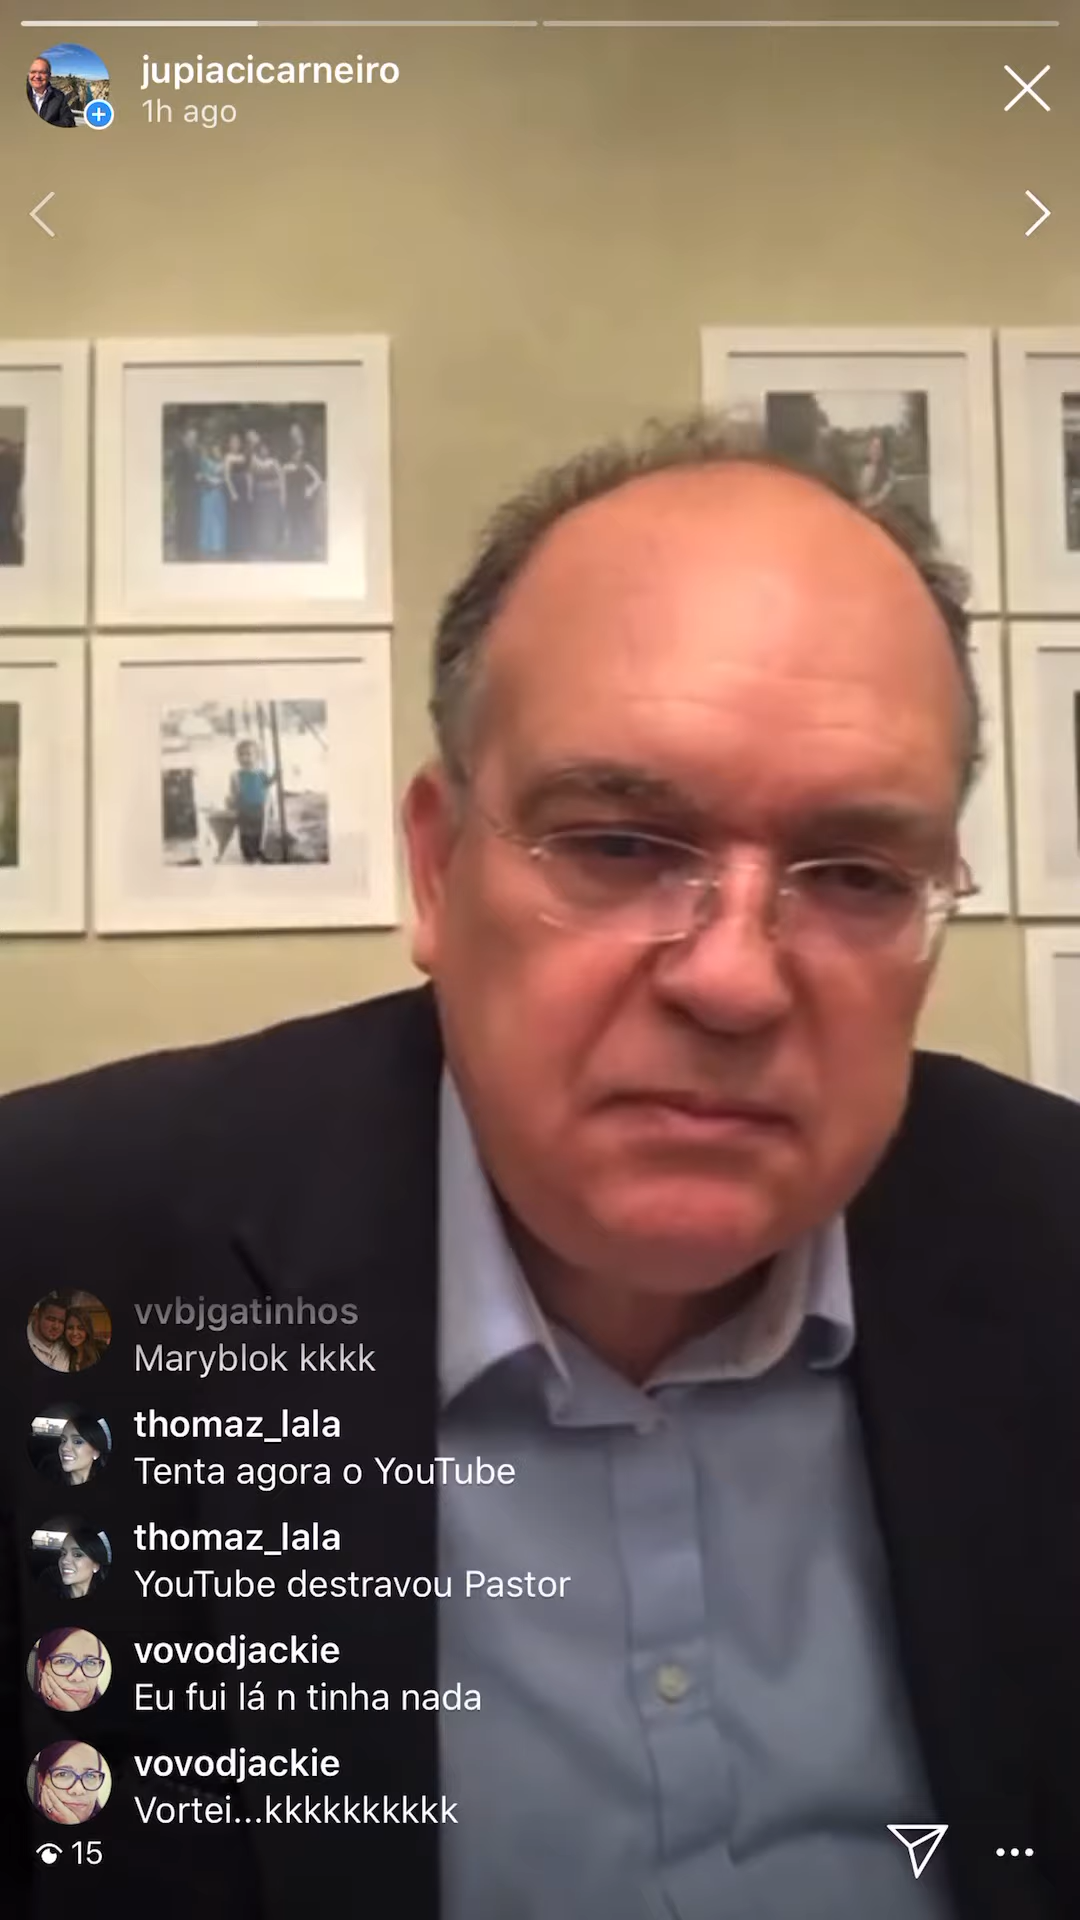 jupiacicarneiro
1h ago
vvbjgatinhos
Maryblok kkkk
thomaz_lala
Tenta agora o YouTube
thomaz_lala
YouTube destravou Pastor
vovodjackie
Eu fui lá n tinha nada
vovodjackie
Vortei...kkkkkkkkkk
15